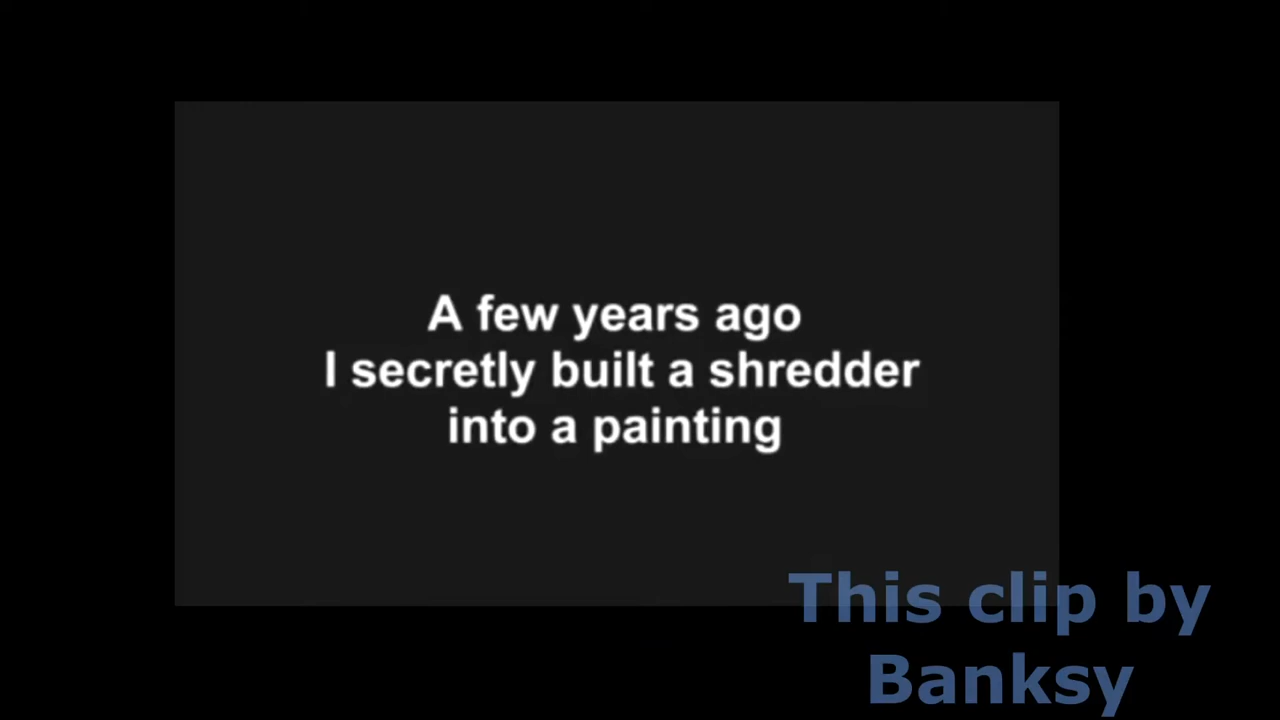 A few years ago
I secretly built a shredder
into a painting
This clip by
Banksy